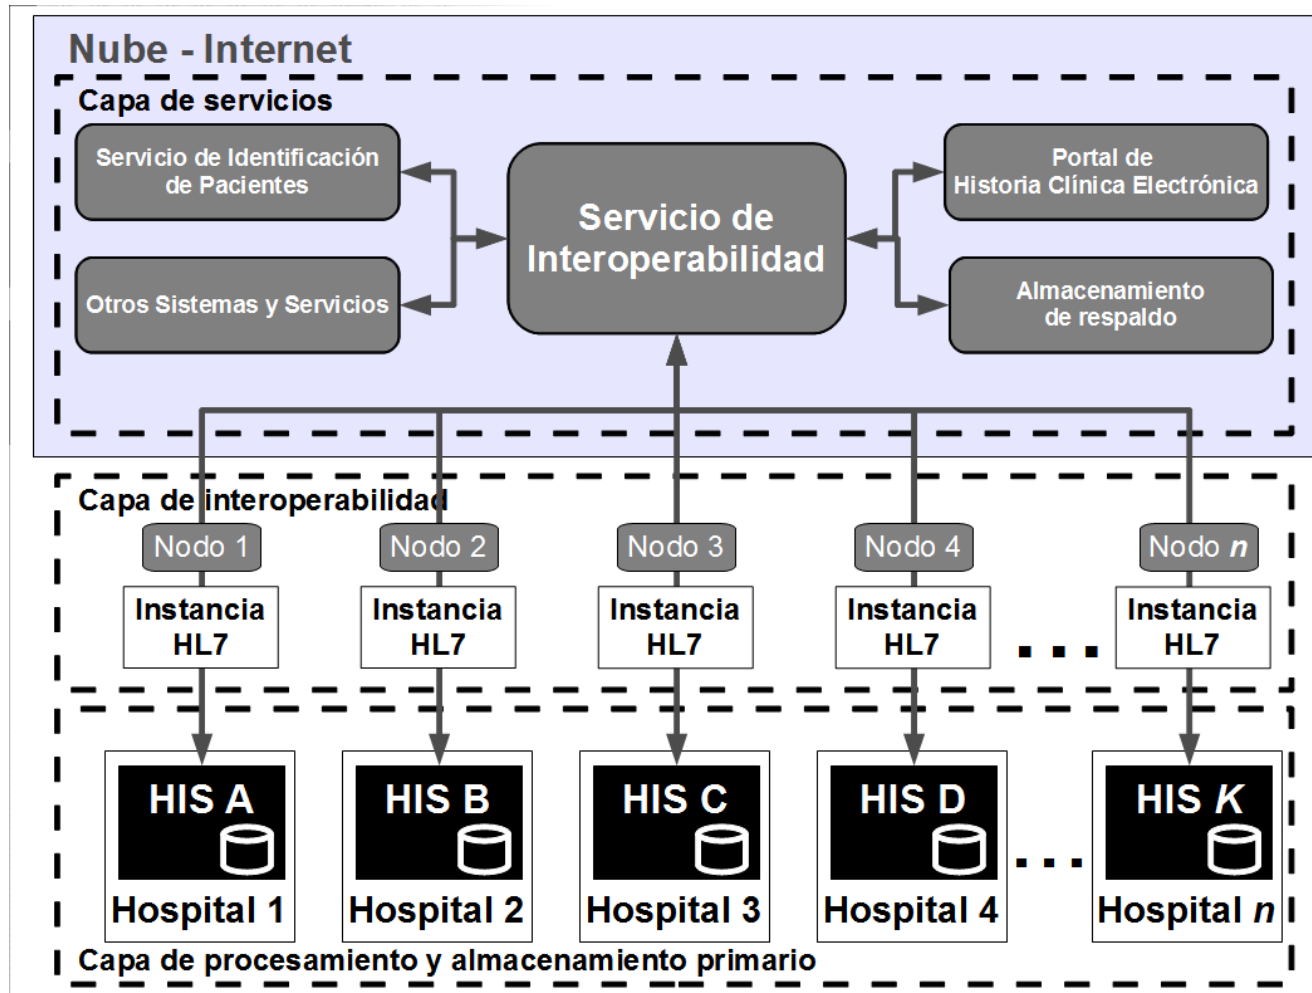 Nube - Internet
Capa de servicios
Servicio de Identificación
de Pacientes
Otros Sistemas y Servicios
Servicio de
Interoperabilidad
Portal de
Historia Clínica Electrónica
Almacenamiento
de respaldo
Capa de interoperabilidad
Nodo 1
Nodo 2
Nodo 3
Nodo 4
Nodo n
Instancia
HL7
Instancia
HL7
Instancia
HL7
Instancia
HL7
...
Instancia
HL7
HIS A
Hospital 1
HIS B
Hospital 2
HIS C
Hospital 3
HIS D
Hospital 4
...
HIS K
Hospital n
Capa de procesamiento y almacenamiento primario